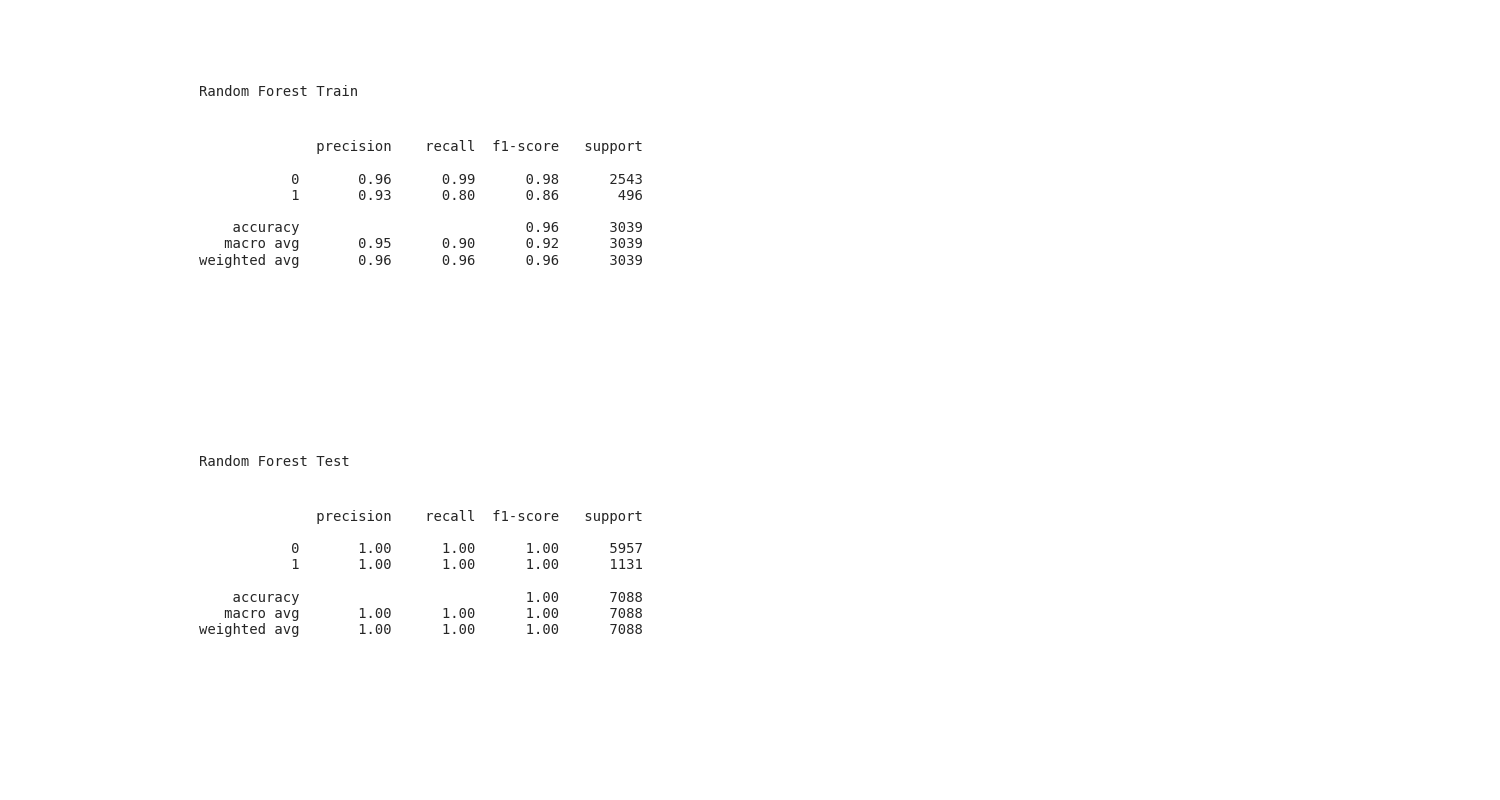 Random Forest Train
precision    recall  f1-score   support
0       0.96      0.99      0.98      2543
1       0.93      0.80      0.86       496
accuracy                           0.96      3039
macro avg       0.95      0.90      0.92      3039
weighted avg       0.96      0.96      0.96      3039
Random Forest Test
precision    recall  f1-score   support
0       1.00      1.00      1.00      5957
1       1.00      1.00      1.00      1131
accuracy                           1.00      7088
macro avg       1.00      1.00      1.00      7088
weighted avg       1.00      1.00      1.00      7088